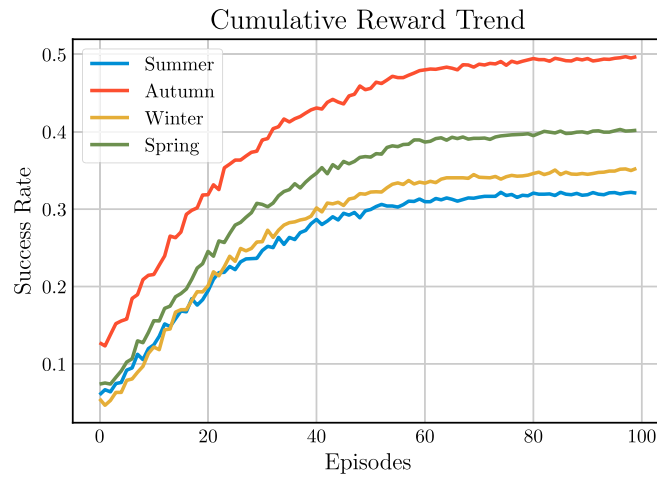 Cumulative Reward Trend
0.5
0.4
0.3
0.2
0.1
Success Rate
Summer
Autumn
Winter
Spring
0 20 40 60 80 100
Episodes